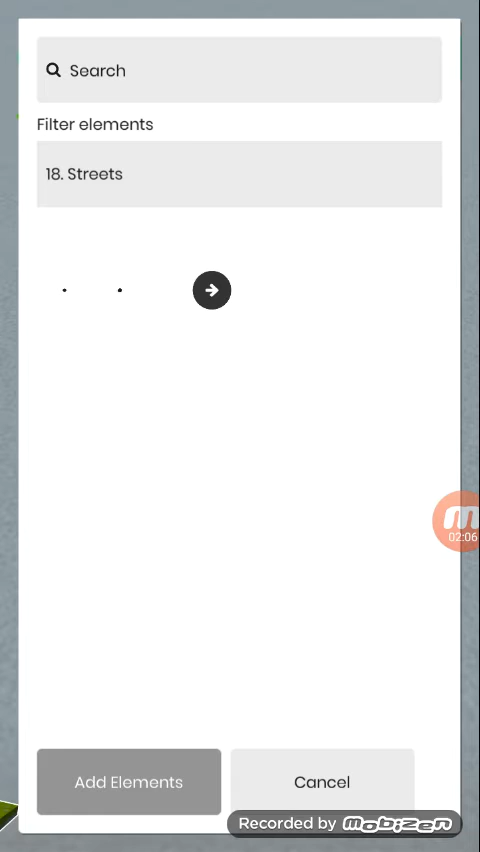 Search
Filter elements
18. Streets
02:06
Add Elements
Cancel
Recorded by mobizen